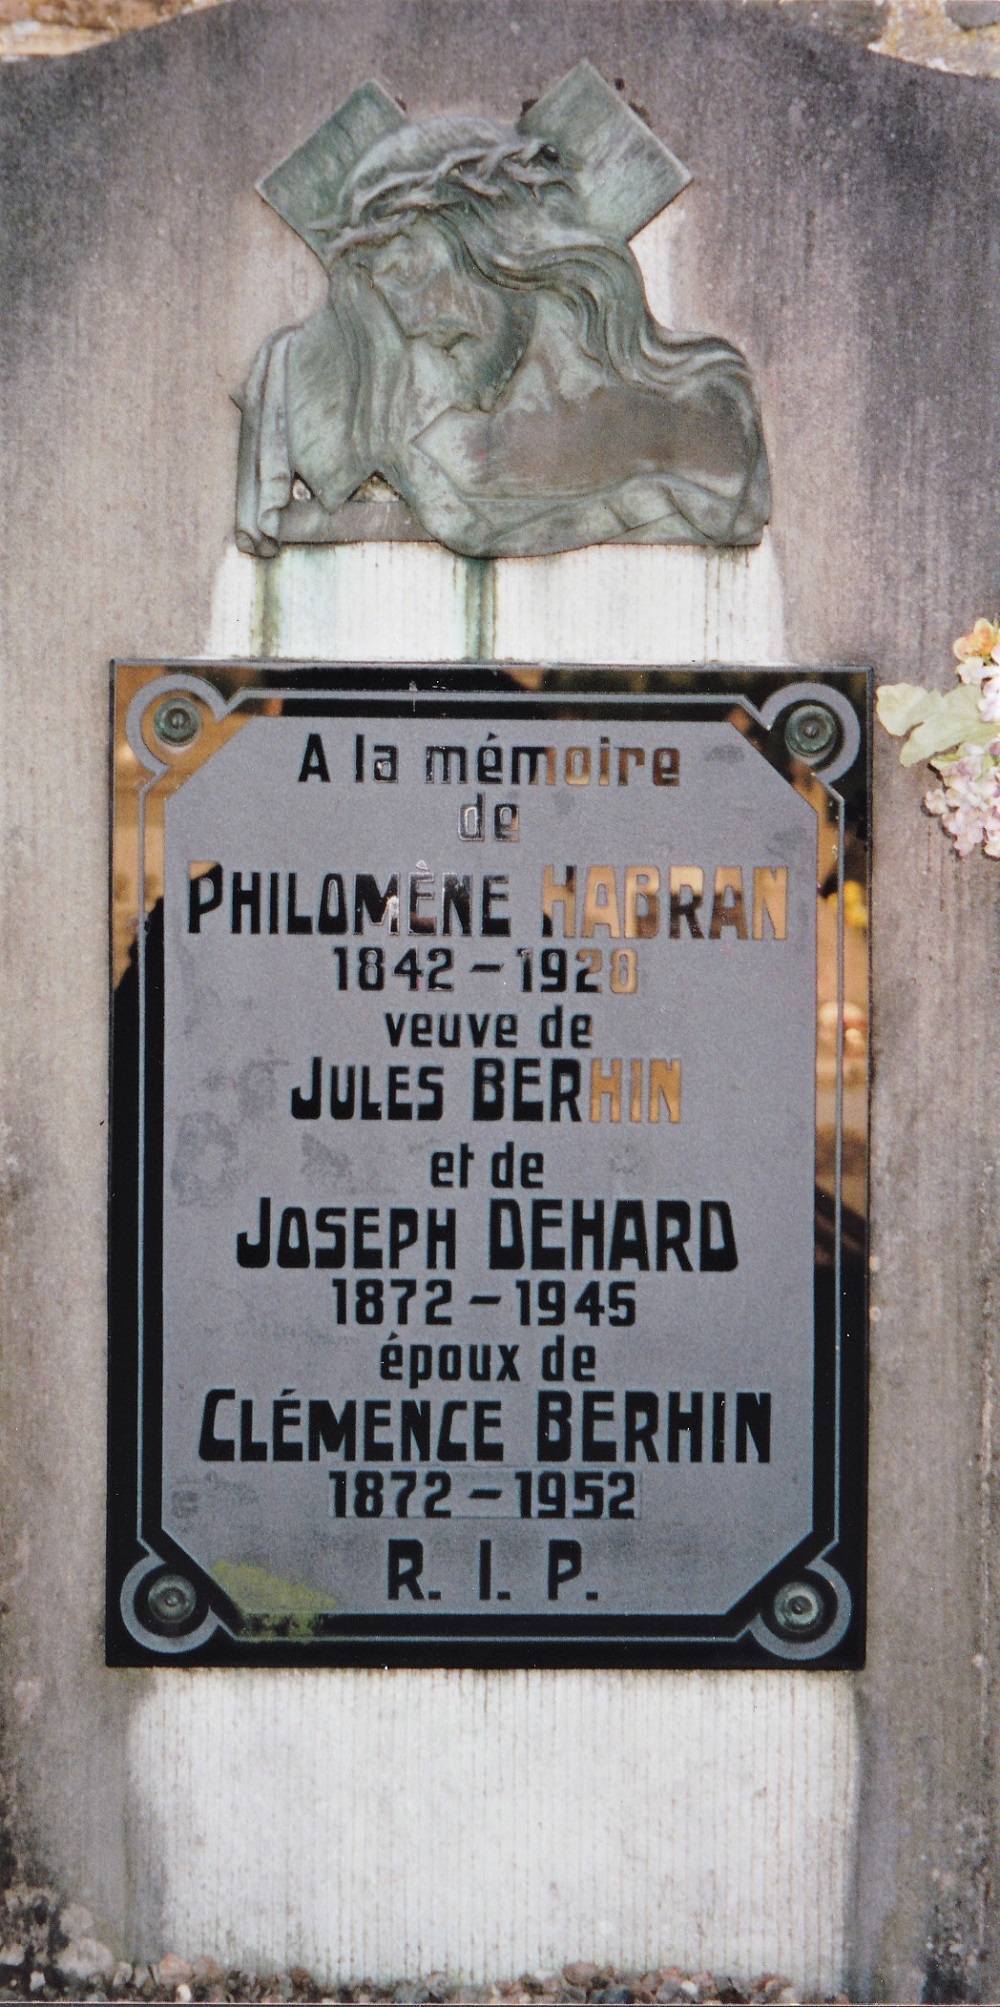 A la mémoire
de
PHILOMÈNE HABRAN
1842 - 1928
veuve de
JULES BERHIN
et de
JOSEPH DEHARD
1872 - 1945
époux de
CLÉMENCE BERHIN
1872 - 1952
R. I. P.